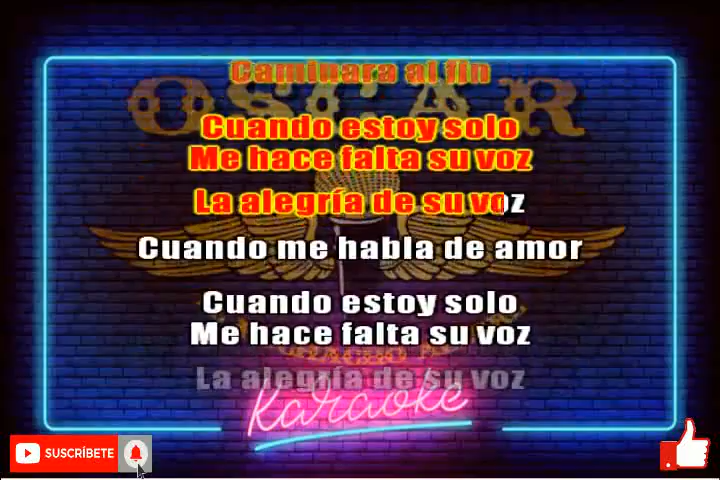 Caminara al fin
OSCAR
Cuando estoy solo
Me hace falta su voz
La alegría de su voz
Cuando me habla de amor
Cuando estoy solo
Me hace falta su voz
La alegría de su voz
Karaoke
SUSCRÍBETE